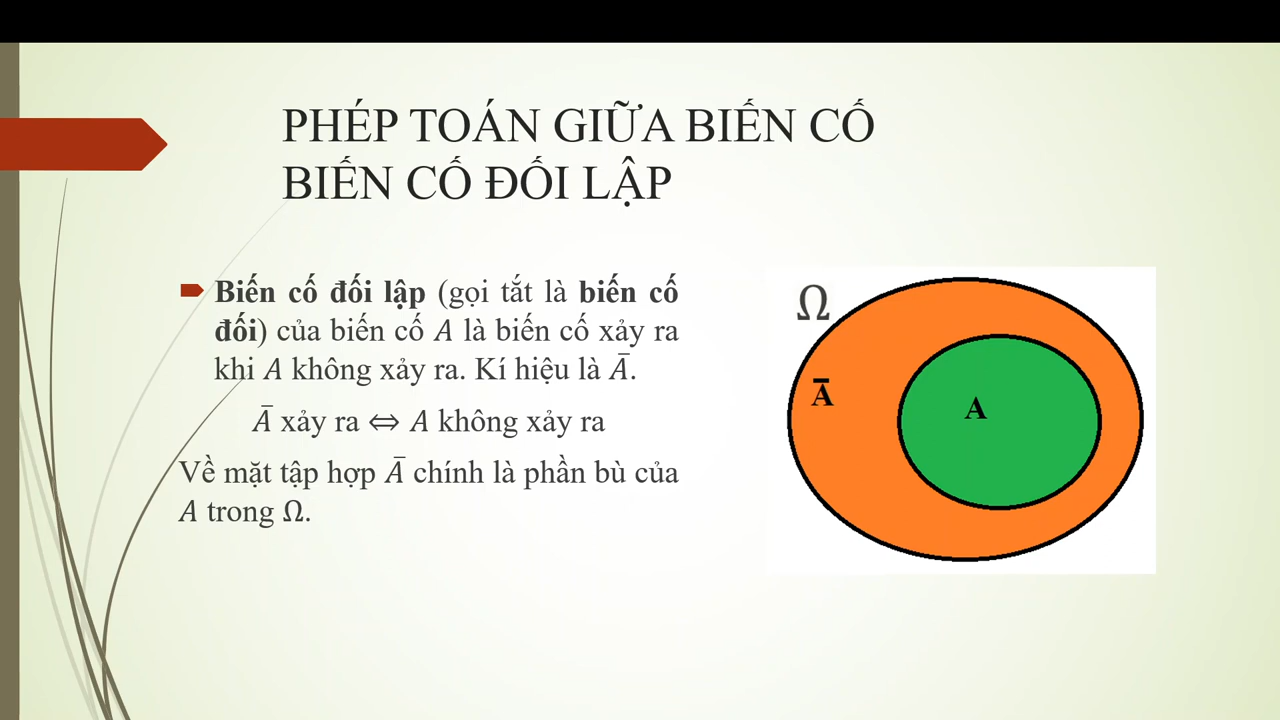 PHÉP TOÁN GIỮA BIẾN CỐ
BIẾN CỐ ĐỐI LẬP
Biến cố đối lập (gọi tắt là biến cố
đối) của biến cố A là biến cố xảy ra
khi A không xảy ra. Kí hiệu là Ā.
Ā xảy ra ⇔ A không xảy ra
Về mặt tập hợp Ā chính là phần bù của
A trong Ω.
Ω
Ā
A